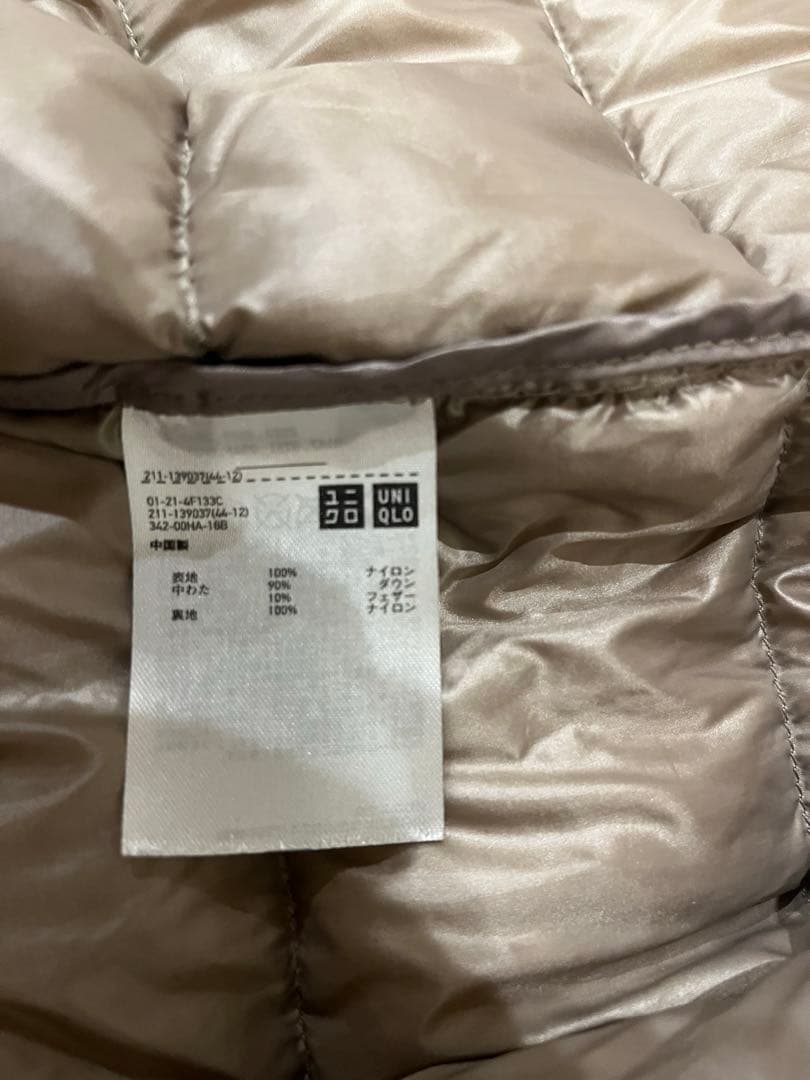 211-139037(44-12)
01-21-4F133C
211-139037(44-12)
342-00HA-16B
ユニ
クロ
UNI
QLO
中国製
表地 100% ナイロン
中わた 90% ダウン
10% フェザー
裏地 100% ナイロン